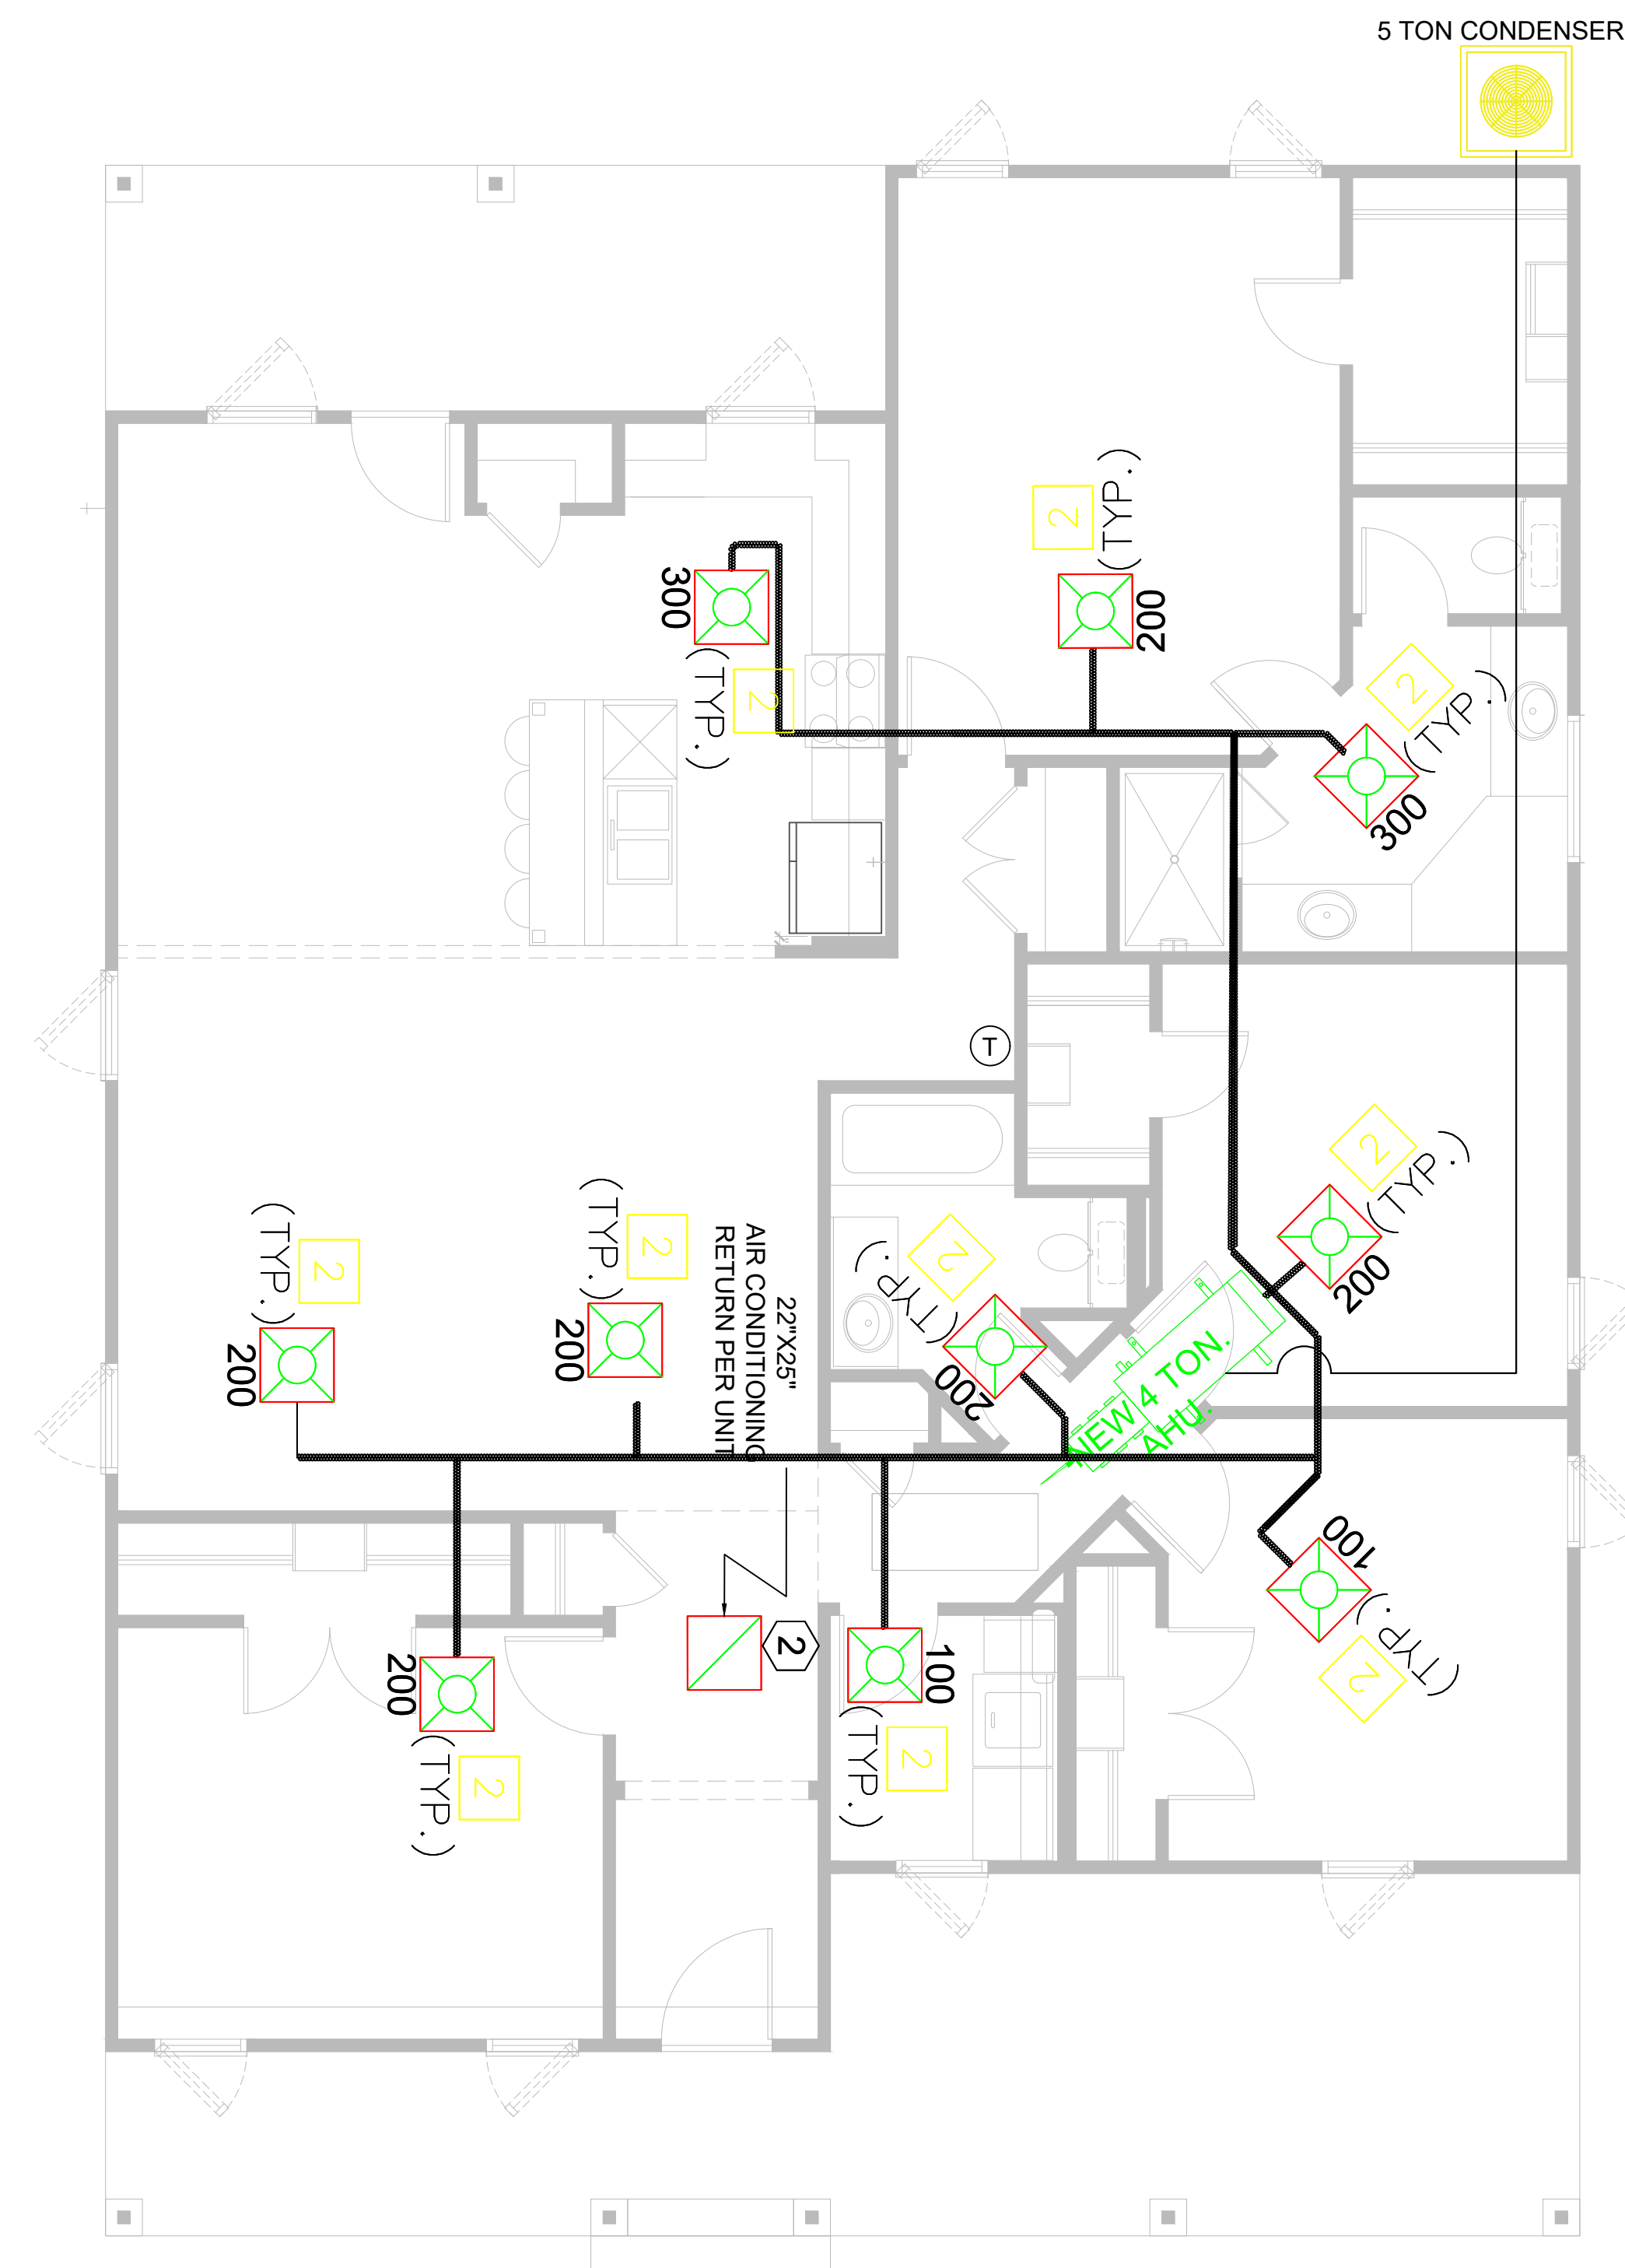 5 TON CONDENSER
2
(TYP.)
200
300
2
(TYP.)
2
(TYP.)
300
T
2
(TYP.)
200
2
(TYP.)
200
2
(TYP.)
200
2
(TYP.)
200
22"X25"
AIR CONDITIONING
RETURN PER UNIT
NEW 4 TON.
AHU.
100
2
(TYP.)
200
2
(TYP.)
2
100
2
(TYP.)